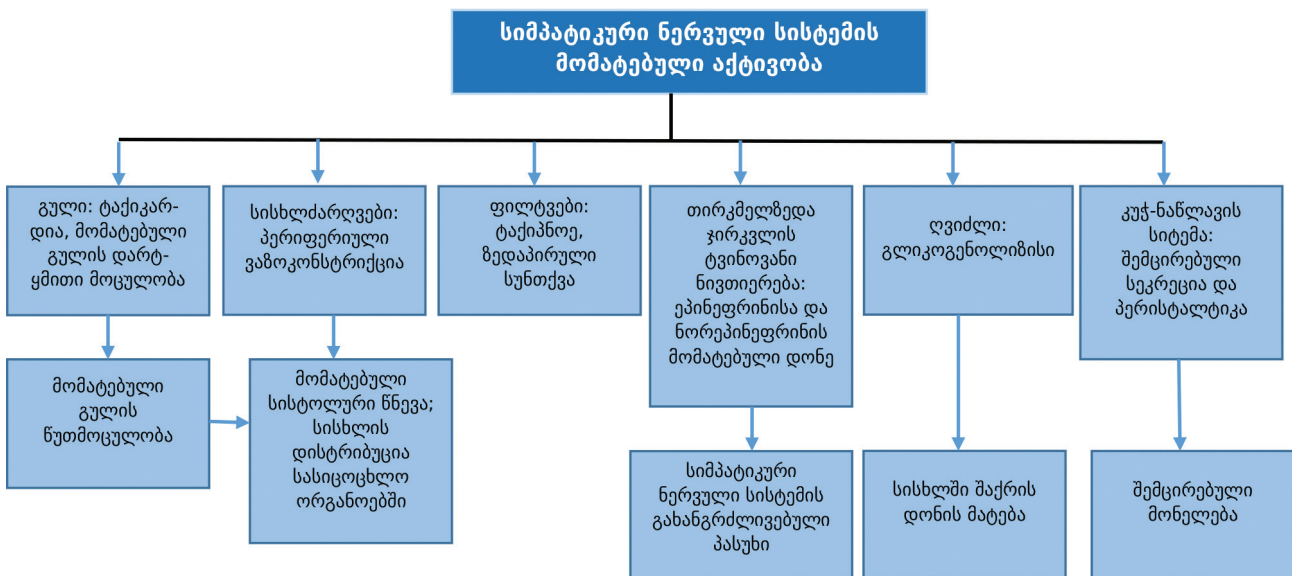 სიმპატიკური ნერვული სისტემის
მომატებული აქტივობა
გული: ტაქიკარ-
დია, მომატებული
გულის დარტ-
ყმითი მოცულობა
სისხლძარღვები:
პერიფერიული
ვაზოკონსტრიქცია
ფილტვები:
ტაქიპნოე,
ზედაპირული
სუნთქვა
თირკმელზედა
ჯირკვლის
ტვინოვანი
ნივთიერება:
ეპინეფრინისა და
ნორეპინეფრინის
მომატებული დონე
ღვიძლი:
გლიკოგენოლიზისი
კუჭ-ნაწლავის
სიტემა:
შემცირებული
სეკრეცია და
პერისტალტიკა
მომატებული
გულის
წუთმოცულობა
მომატებული
სისტოლური წნევა;
სისხლის
დისტრიბუცია
სასიცოცხლო
ორგანოებში
სიმპატიკური
ნერვული სისტემის
გახანგრძლივებული
პასუხი
სისხლში შაქრის
დონის მატება
შემცირებული
მონელება